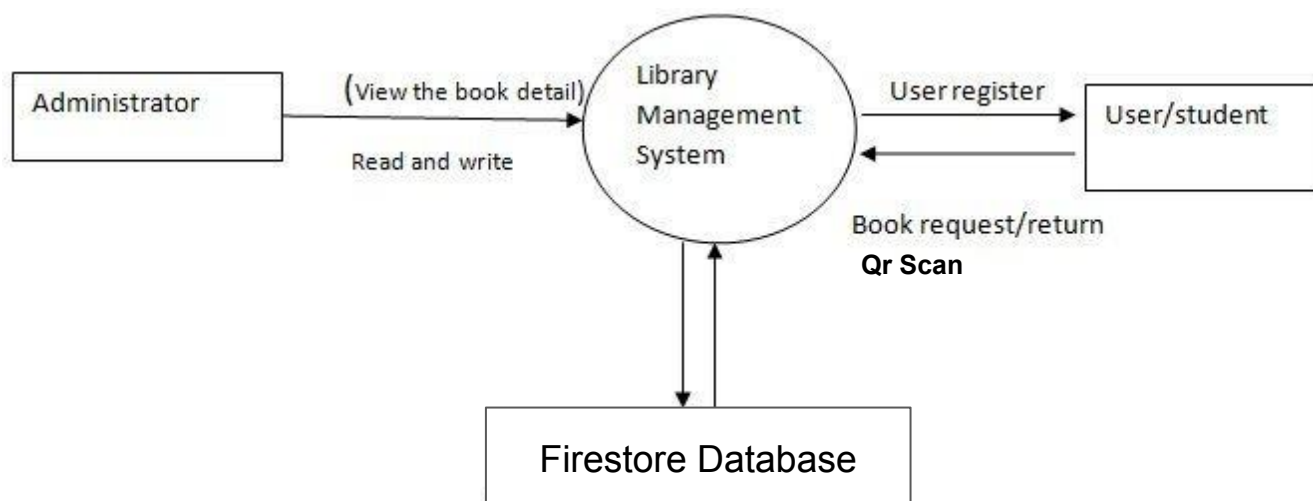 Administrator
(View the book detail)
Read and write
Library
Management
System
User register
User/student
Book request/return
Qr Scan
Firestore Database